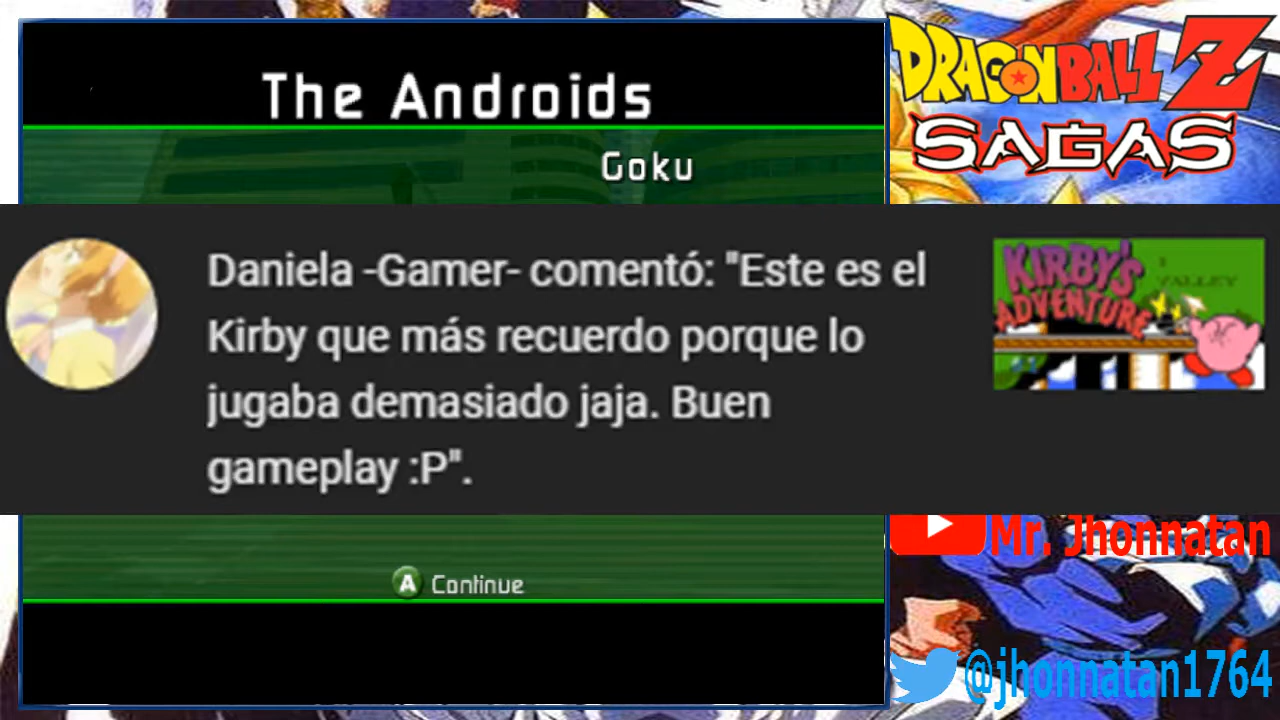 The Androids
Goku
DRAGON BALL Z
SAGAS
Daniela -Gamer- comentó: "Este es el
Kirby que más recuerdo porque lo
jugaba demasiado jaja. Buen
gameplay :P".
KIRBY'S
ADVENTURE
VALLEY
A Continue
Mr. Jhonnatan
@jhonnatan1764